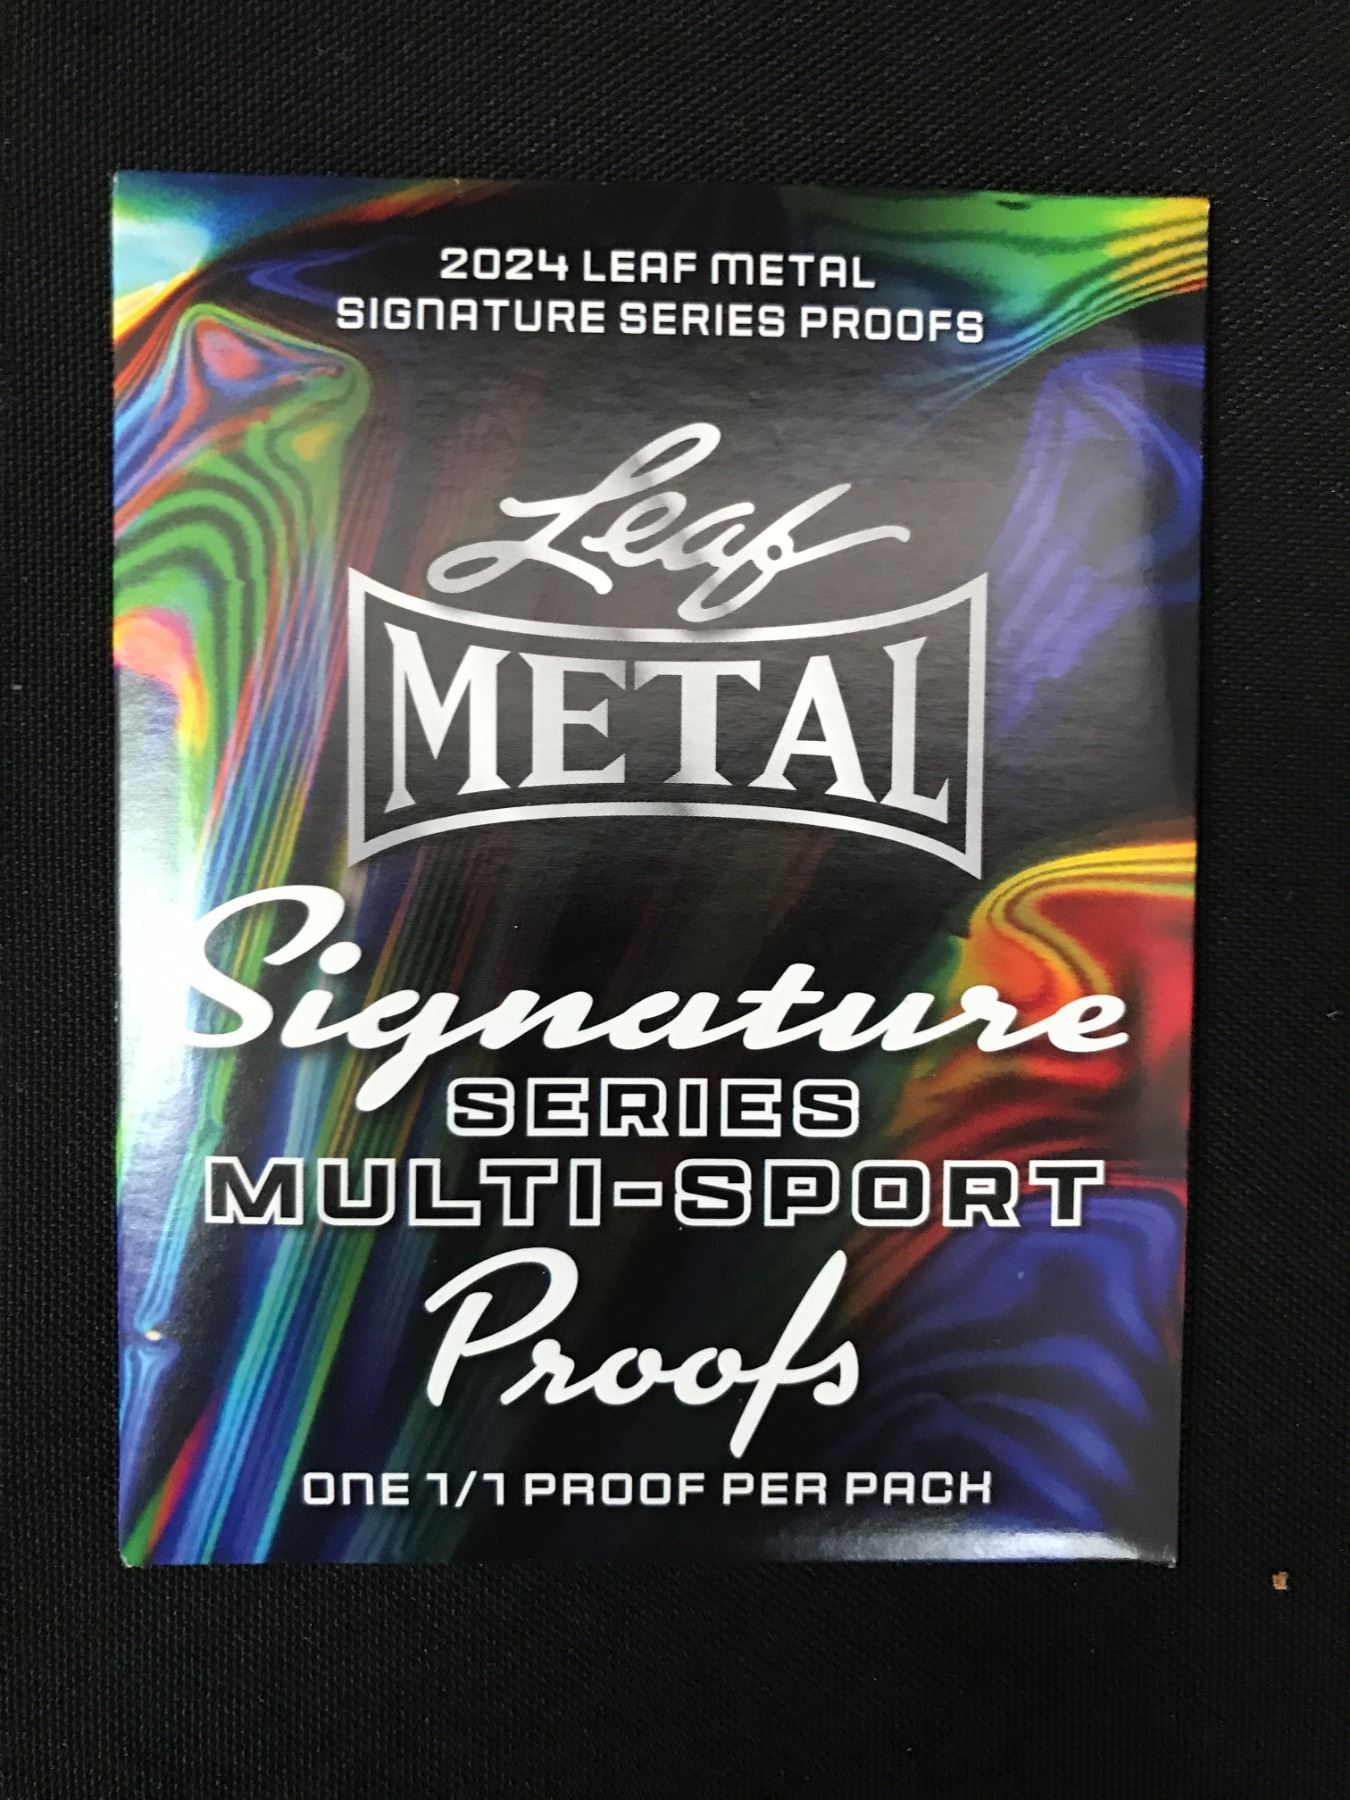 2024 LEAF METAL
SIGNATURE SERIES PROOFS
Leaf
METAL
Signature
SERIES
MULTI-SPORT
Proofs
ONE 1/1 PROOF PER PACK